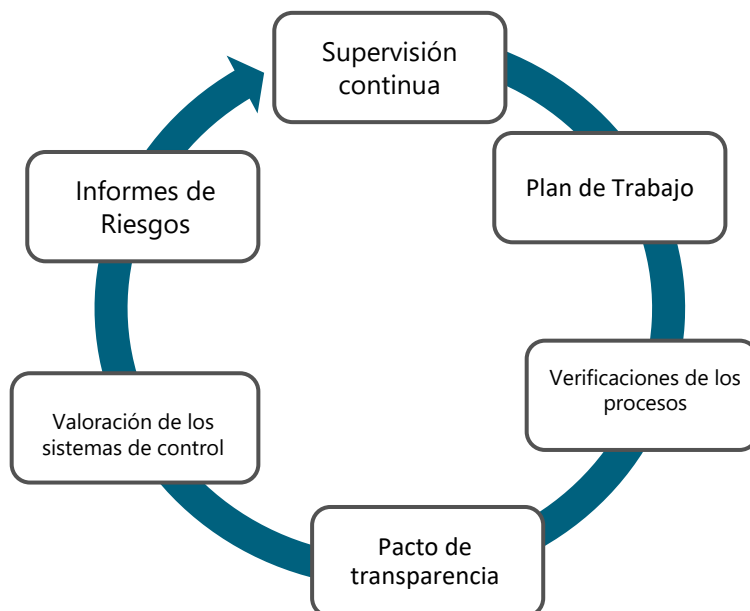 Supervisión
continua
Plan de Trabajo
Verificaciones de los
procesos
Pacto de
transparencia
Valoración de los
sistemas de control
Informes de
Riesgos